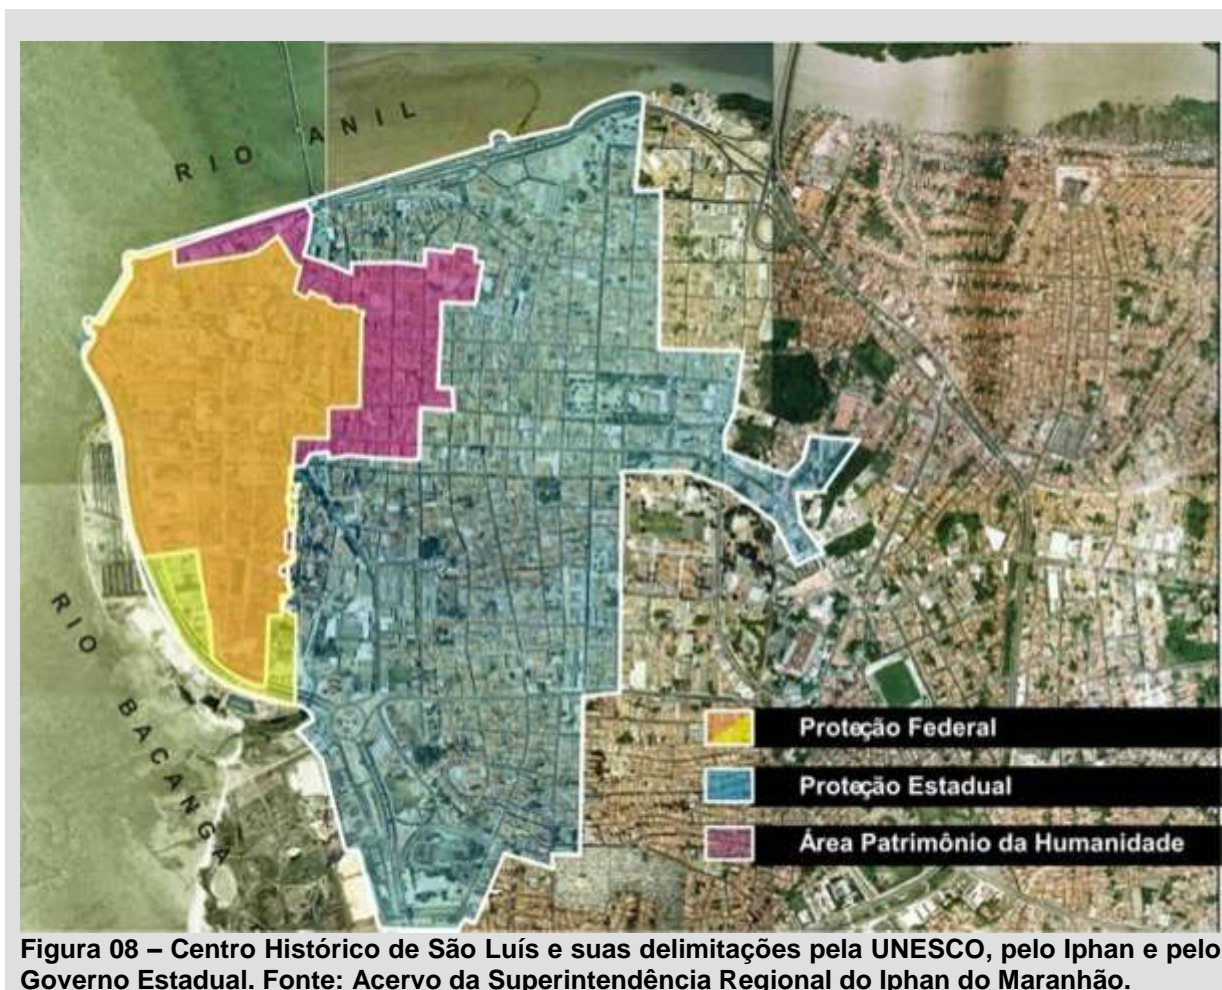 RIO ANIL
RIO BACANGA
Proteção Federal
Proteção Estadual
Área Patrimônio da Humanidade
Figura 08 – Centro Histórico de São Luís e suas delimitações pela UNESCO, pelo Iphan e pelo
Governo Estadual. Fonte: Acervo da Superintendência Regional do Iphan do Maranhão.